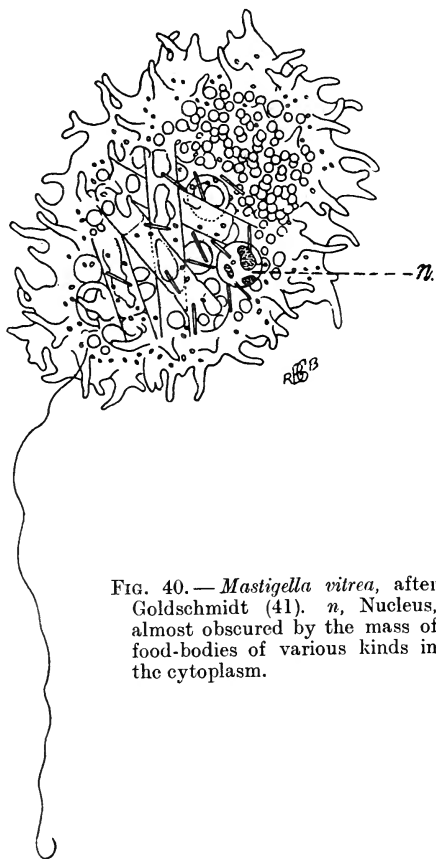 n.
FIG. 40.—Mastigella vitrea, after
Goldschmidt (41). n, Nucleus,
almost obscured by the mass of
food-bodies of various kinds in
the cytoplasm.